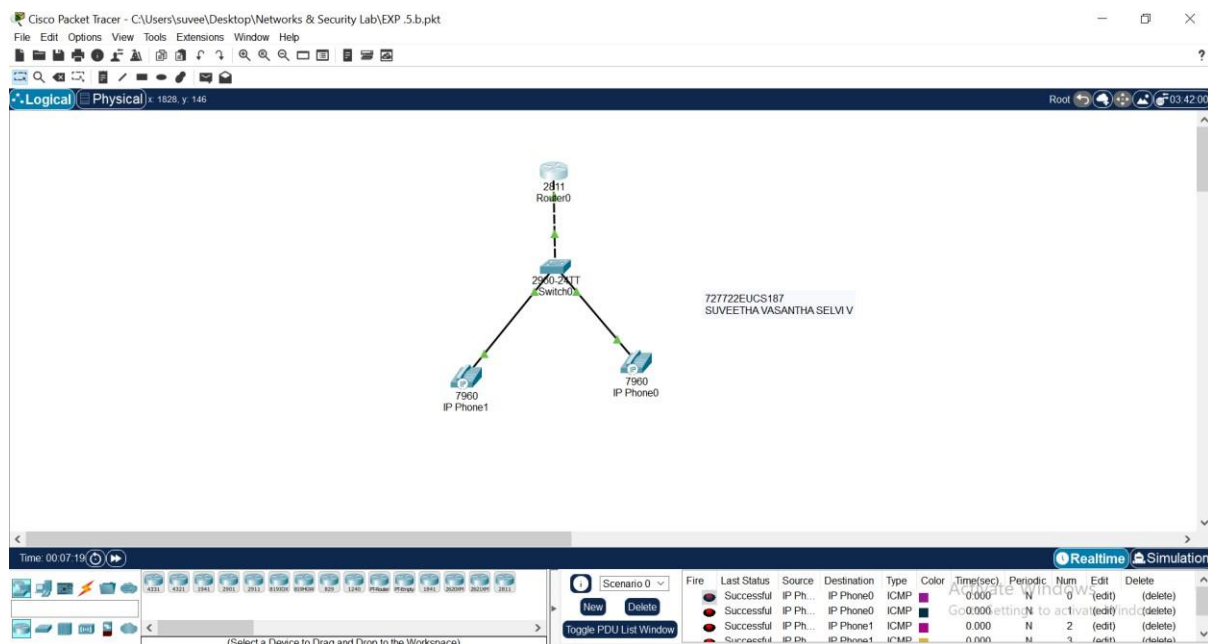 Cisco Packet Tracer - C:\Users\suvee\Desktop\Networks & Security Lab\EXP .5.b.pkt
File Edit Options View Tools Extensions Window Help
?
Logical Physical x: 1828, y: 146 Root 03:42:00
2811
Router0
2960-24TT
Switch0
727722EUCS187
SUVEETHA VASANTHA SELVI V
7960
IP Phone0
7960
IP Phone1
Time: 00:07:19 Realtime Simulation
4331 4321 1941 2901 2911 819IOX 819HGW 829 1240 PT-Router PT-Empty 1841 2620XM 2621XM 2811
Scenario 0 Fire Last Status Source Destination Type Color Time(sec) Periodic Num Edit Delete
Activate Windows
Successful IP Ph... IP Phone0 ICMP 0.000 N 0 (edit) (delete)
New Delete Successful IP Ph... IP Phone0 ICMP 0.000 N 1 (edit) (delete)
Go to Settings to activate Windows.
Toggle PDU List Window Successful IP Ph... IP Phone1 ICMP 0.000 N 2 (edit) (delete)
Successful IP Ph... IP Phone1 ICMP 0.000 N 3 (edit) (delete)
(Select a Device to Drag and Drop to the Workspace)